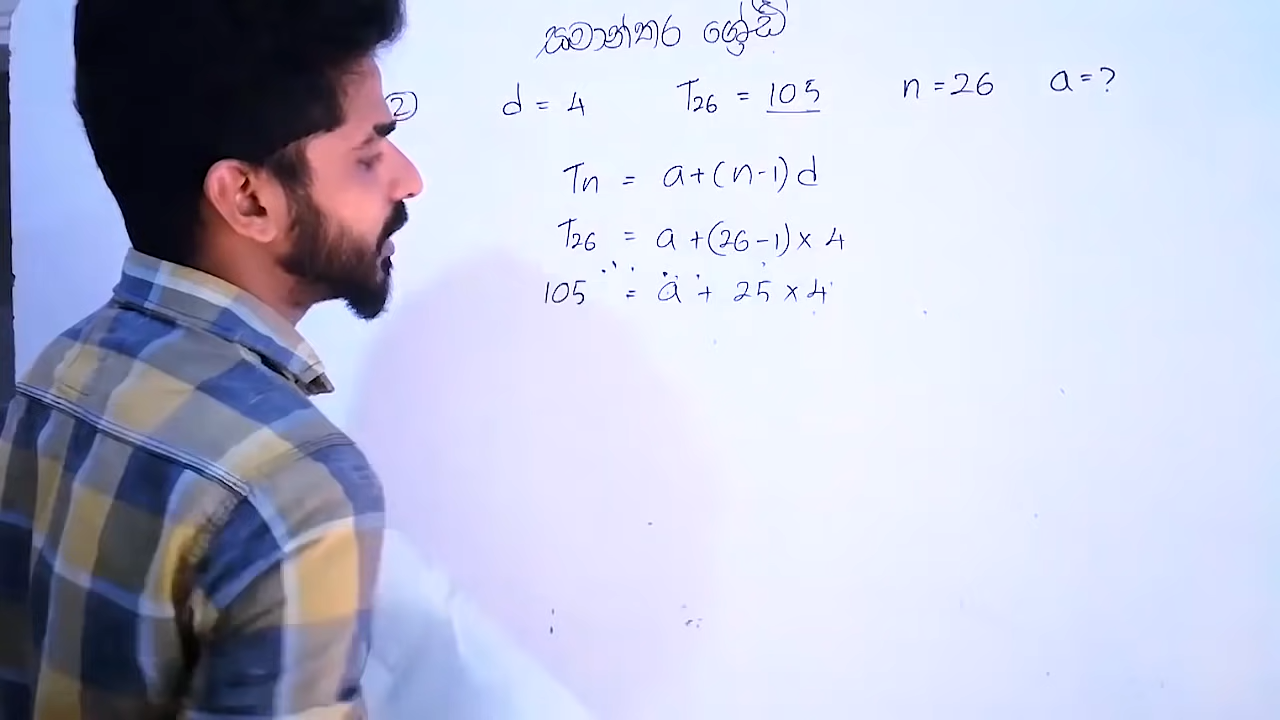 සමාන්තර ශ්‍රේඪි
2 d = 4 T26 = 105 n = 26 a = ?
Tn = a+(n-1)d
T26 = a +(26-1)× 4
105 = a + 25 × 4